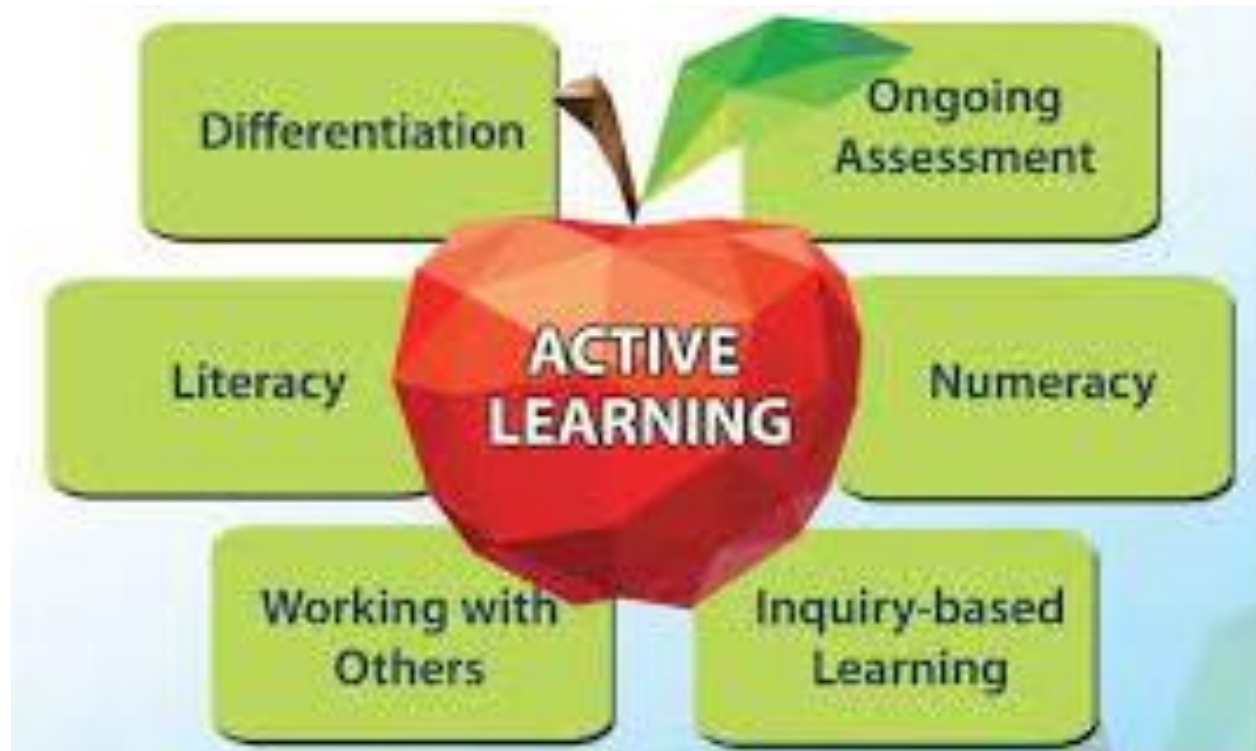 Differentiation
Ongoing
Assessment
ACTIVE
LEARNING
Literacy
Numeracy
Working with
Others
Inquiry-based
Learning